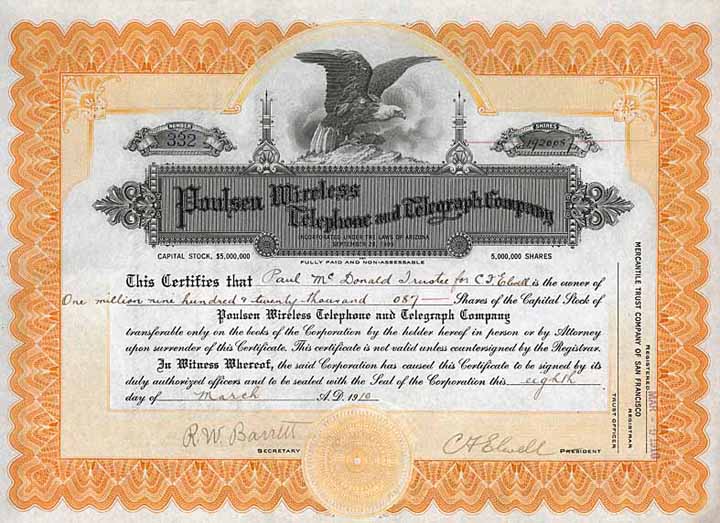 NUMBER
332
SHARES
1920087
Poulsen Wireless
Telephone and Telegraph Company
INCORPORATED UNDER THE LAWS OF ARIZONA
CAPITAL STOCK, $5,000,000
5,000,000 SHARES
FULLY PAID AND NON-ASSESSABLE
This Certifies that Paul Mc Donald Trustee for C F Elwell is the owner of
One million nine hundred & twenty thousand 087 — Shares of the Capital Stock of
Poulsen Wireless Telephone and Telegraph Company
transferable only on the books of the Corporation by the holder hereof in person or by Attorney
upon surrender of this Certificate. This certificate is not valid unless countersigned by the Registrar.
In Witness Whereof, the said Corporation has caused this Certificate to be signed by its
duly authorized officers and to be sealed with the Seal of the Corporation this eighth
day of March A.D. 1910
R.W. Barrett
SECRETARY
C F Elwell
PRESIDENT
MERCANTILE TRUST COMPANY OF SAN FRANCISCO
REGISTERED MAR 1910
REGISTRAR
TRUST OFFICER